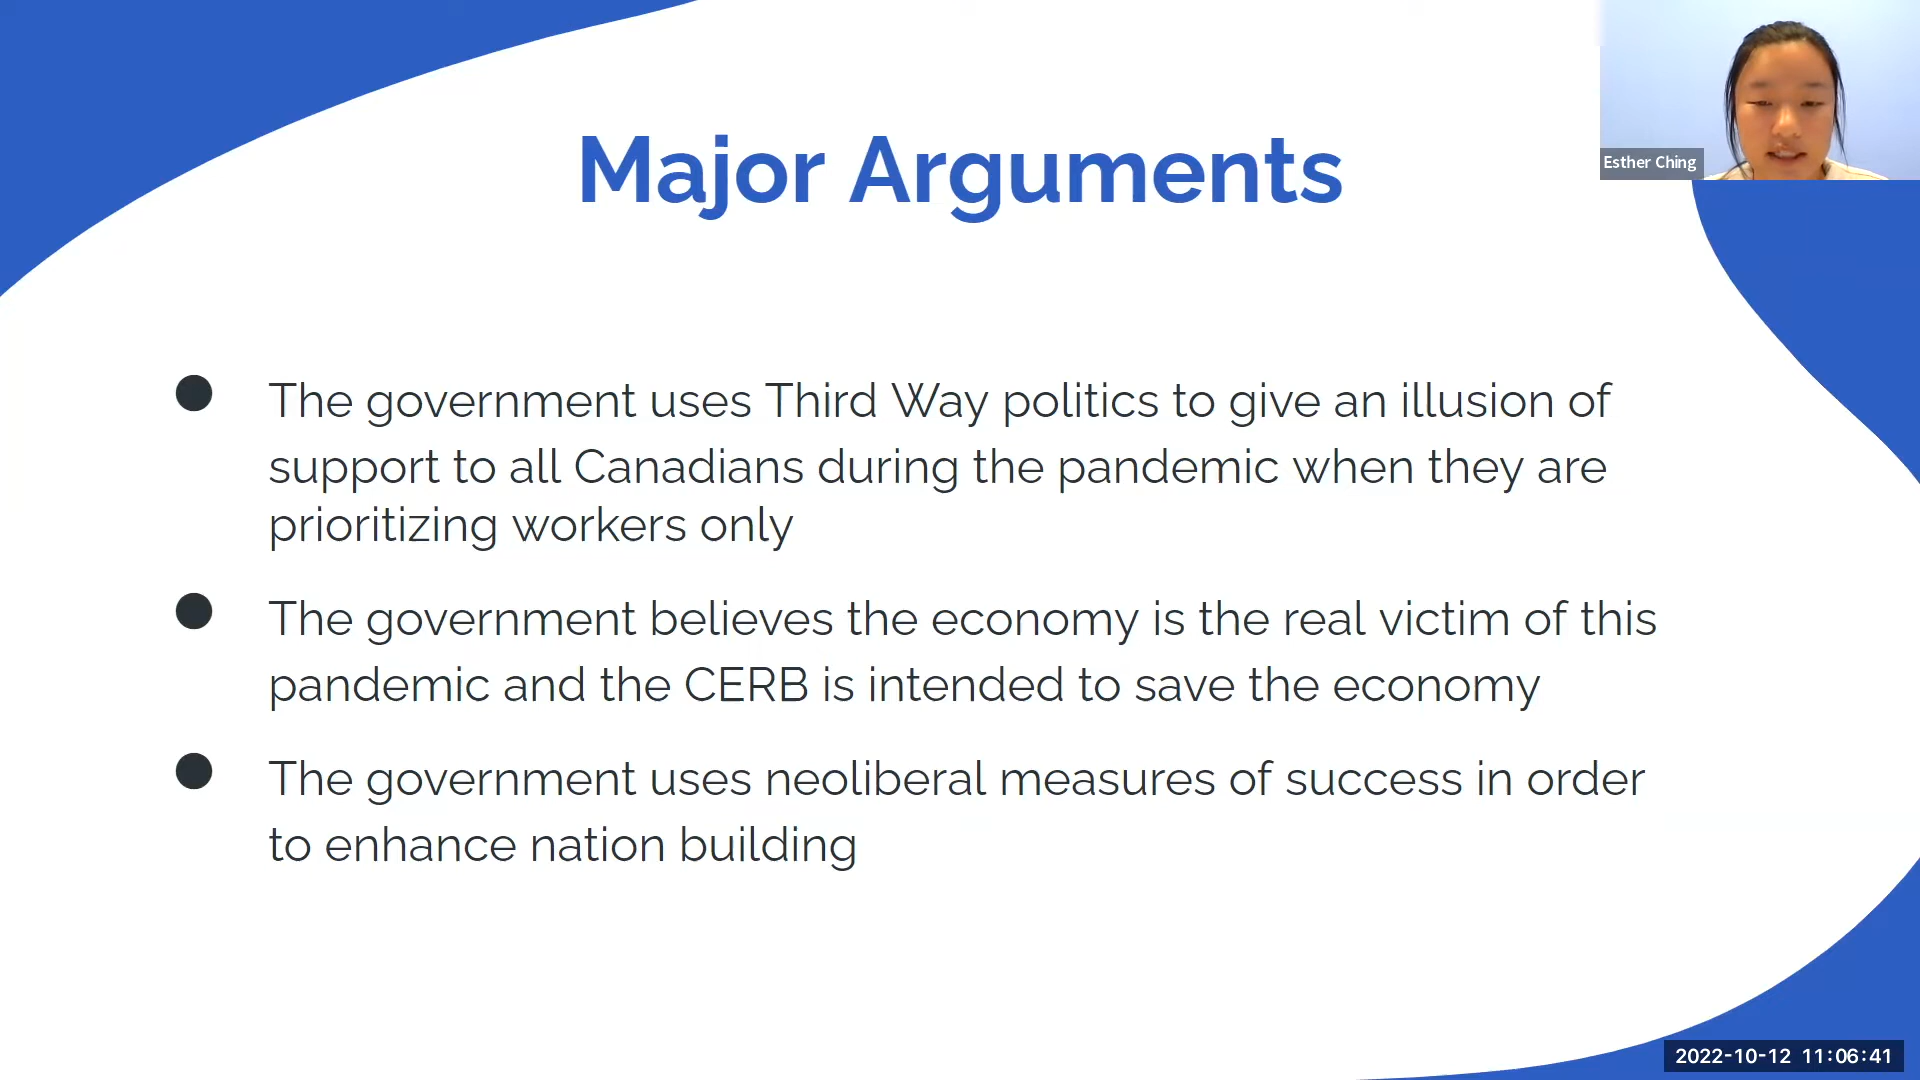 Major Arguments
Esther Ching
The government uses Third Way politics to give an illusion of
support to all Canadians during the pandemic when they are
prioritizing workers only
The government believes the economy is the real victim of this
pandemic and the CERB is intended to save the economy
The government uses neoliberal measures of success in order
to enhance nation building
2022-10-12 11:06:41